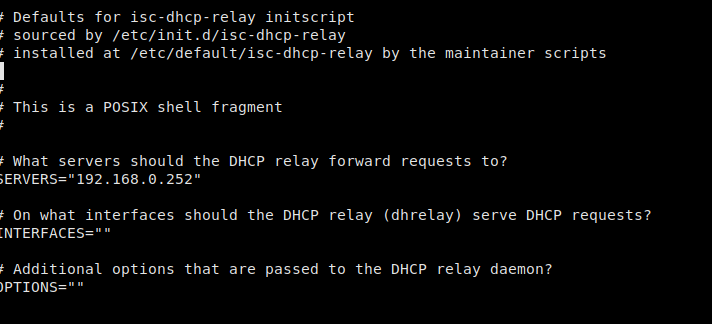 # Defaults for isc-dhcp-relay initscript
# sourced by /etc/init.d/isc-dhcp-relay
# installed at /etc/default/isc-dhcp-relay by the maintainer scripts
#
# This is a POSIX shell fragment
#
# What servers should the DHCP relay forward requests to?
SERVERS="192.168.0.252"
# On what interfaces should the DHCP relay (dhrelay) serve DHCP requests?
INTERFACES=""
# Additional options that are passed to the DHCP relay daemon?
OPTIONS=""